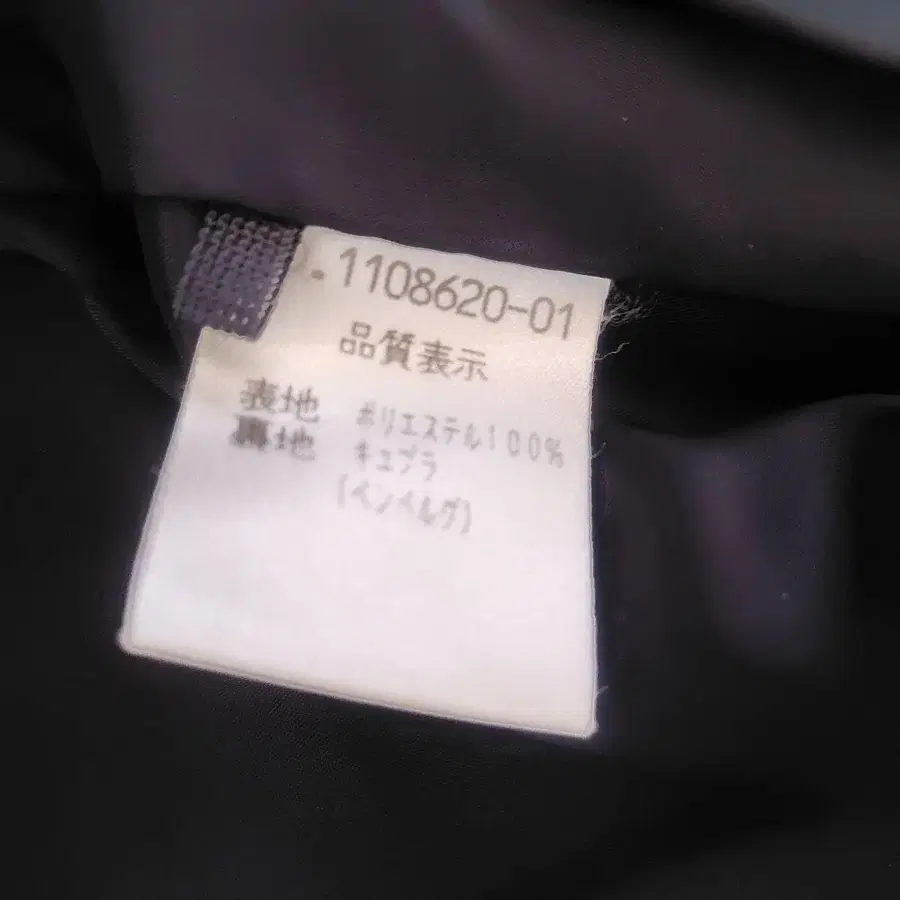 .1108620-01
品質表示
表地 ポリエステル100%
裏地 キュプラ
(ベンベルグ)